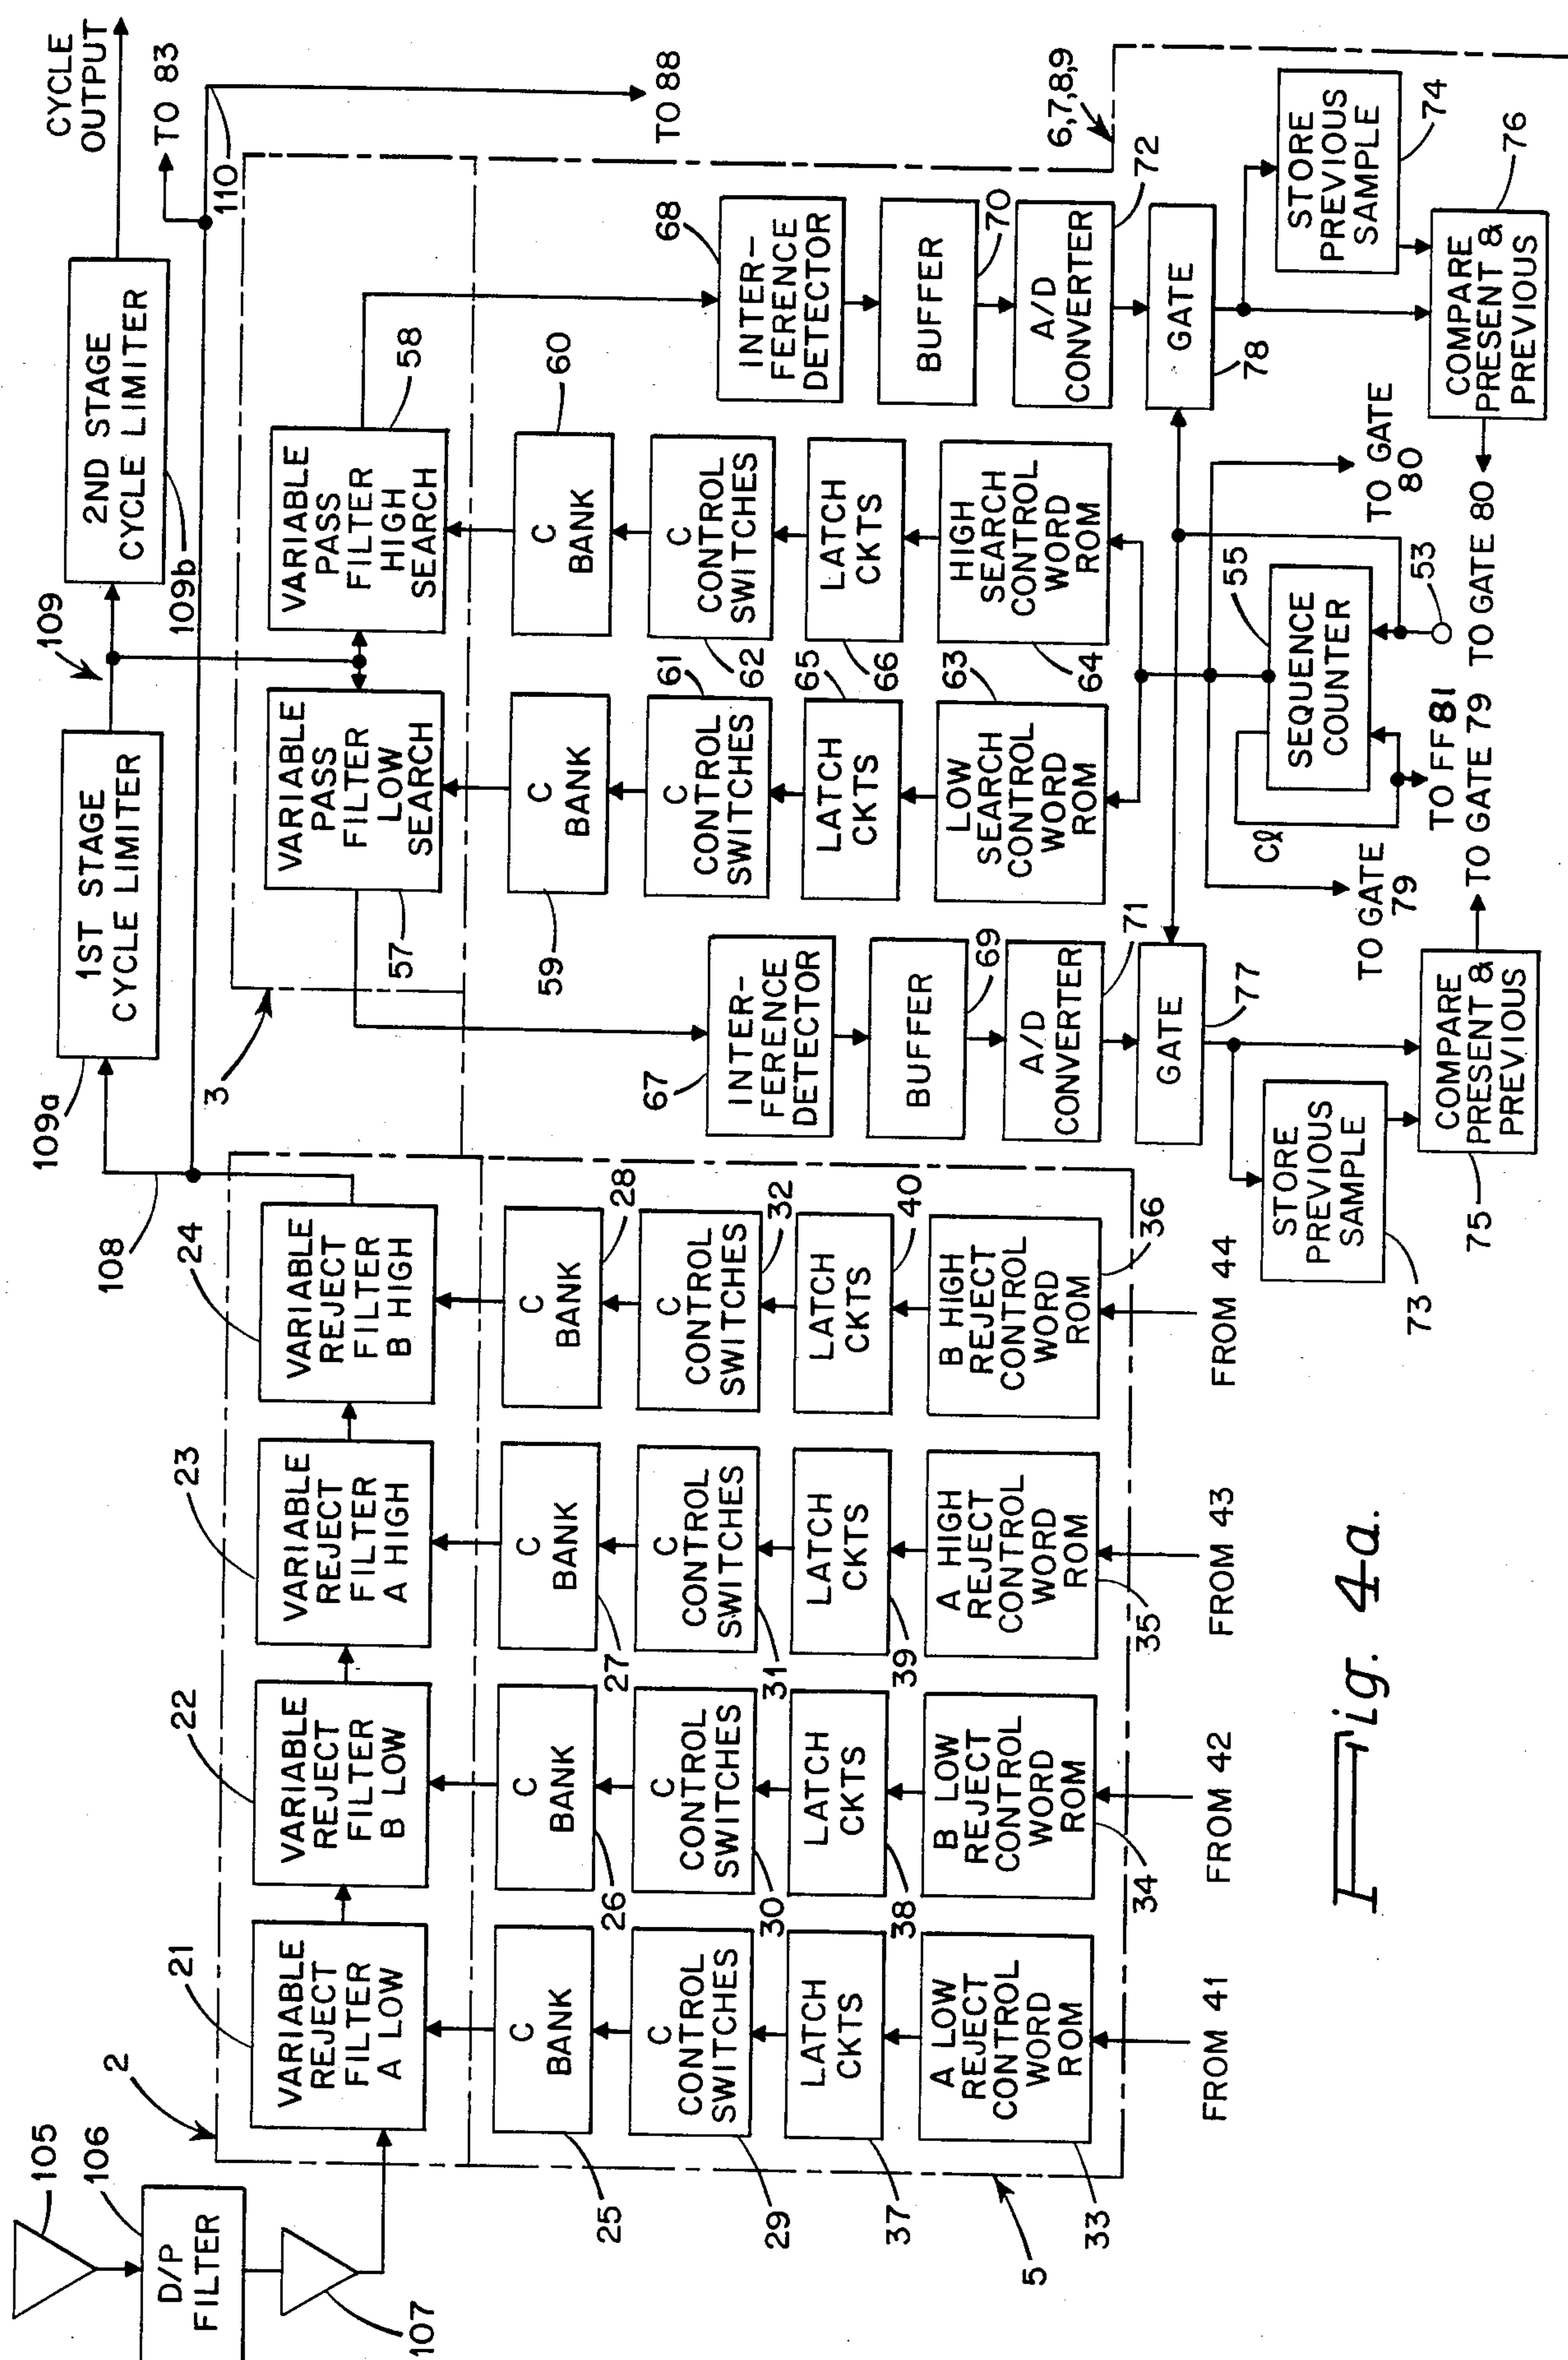 105
106
D/P
FILTER
107
2
21
VARIABLE
REJECT
FILTER
A LOW
22
VARIABLE
REJECT
FILTER
B LOW
23
VARIABLE
REJECT
FILTER
A HIGH
24
VARIABLE
REJECT
FILTER
B HIGH
108
109a
1ST STAGE
CYCLE LIMITER
109
2ND STAGE
CYCLE LIMITER
109b
CYCLE
OUTPUT
TO 83
110
TO 88
3
VARIABLE
PASS
FILTER
LOW
SEARCH
57
VARIABLE
PASS
FILTER
HIGH
SEARCH
58
C
BANK
25
C
BANK
26
C
BANK
27
C
BANK
28
C
BANK
59
C
BANK
60
C
CONTROL
SWITCHES
29
C
CONTROL
SWITCHES
30
C
CONTROL
SWITCHES
31
C
CONTROL
SWITCHES
32
C
CONTROL
SWITCHES
61
C
CONTROL
SWITCHES
62
LATCH
CKTS
37
LATCH
CKTS
38
LATCH
CKTS
39
LATCH
CKTS
40
LATCH
CKTS
65
LATCH
CKTS
66
5
A LOW
REJECT
CONTROL
WORD
ROM
33
B LOW
REJECT
CONTROL
WORD
ROM
34
A HIGH
REJECT
CONTROL
WORD
ROM
35
B HIGH
REJECT
CONTROL
WORD
ROM
36
LOW
SEARCH
CONTROL
WORD
ROM
63
HIGH
SEARCH
CONTROL
WORD
ROM
64
FROM 41
FROM 42
FROM 43
FROM 44
67
INTER-
FERENCE
DETECTOR
BUFFER
69
A/D
CONVERTER
71
GATE
77
STORE
PREVIOUS
SAMPLE
73
COMPARE
PRESENT &
PREVIOUS
75
TO GATE 79
68
INTER-
FERENCE
DETECTOR
BUFFER
70
A/D
CONVERTER
72
GATE
78
6,7,8,9
STORE
PREVIOUS
SAMPLE
74
COMPARE
PRESENT &
PREVIOUS
76
TO GATE 80
TO GATE
79
TO GATE
80
Cl
SEQUENCE
COUNTER
55
53
TO FF81
Fig. 4a.